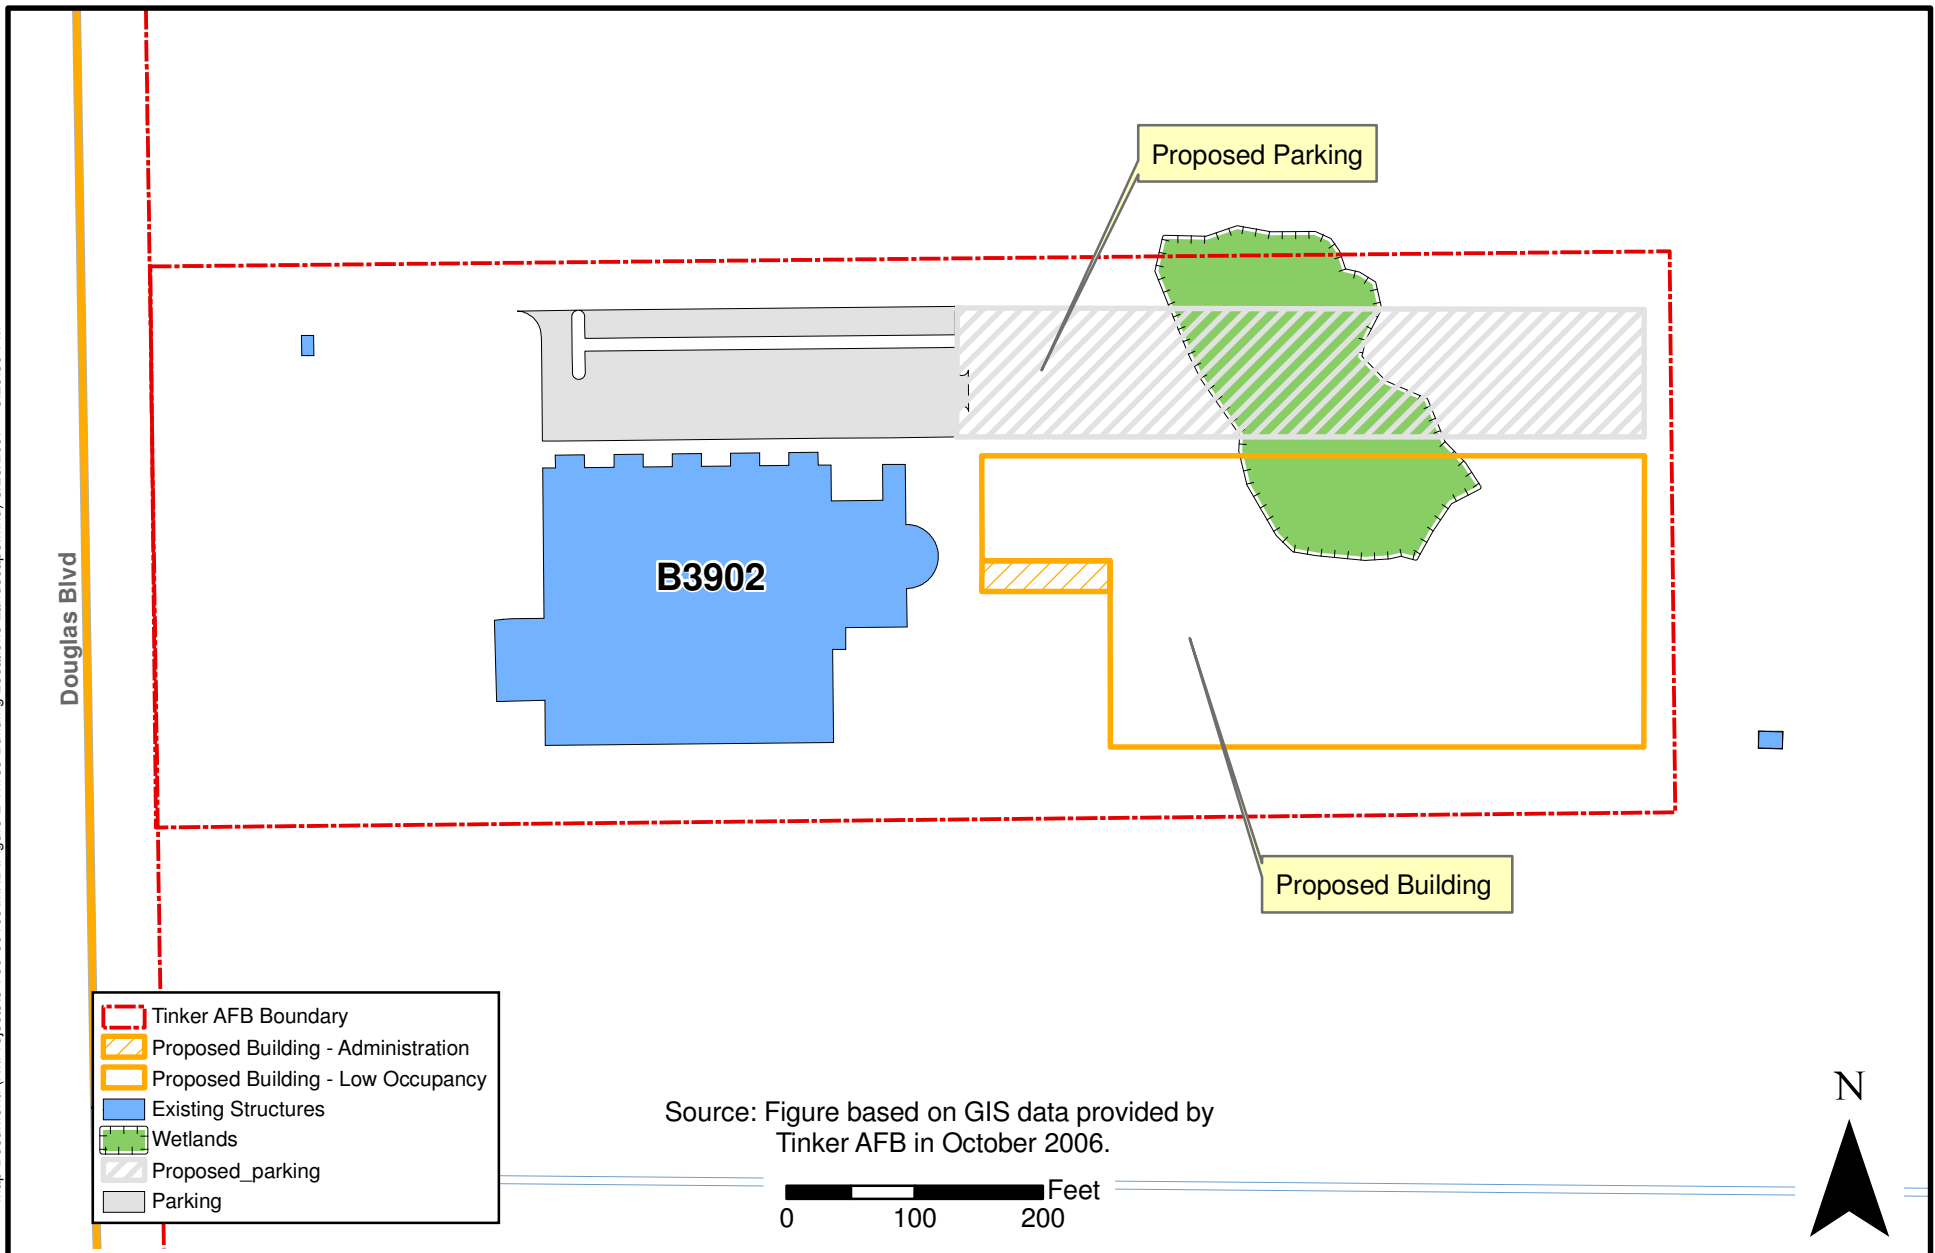 Proposed Parking
B3902
Douglas Blvd
Proposed Building
Tinker AFB Boundary
Proposed Building - Administration
Proposed Building - Low Occupancy
Existing Structures
Wetlands
Proposed_parking
Parking
Source: Figure based on GIS data provided by
Tinker AFB in October 2006.
Feet
0 100 200
N